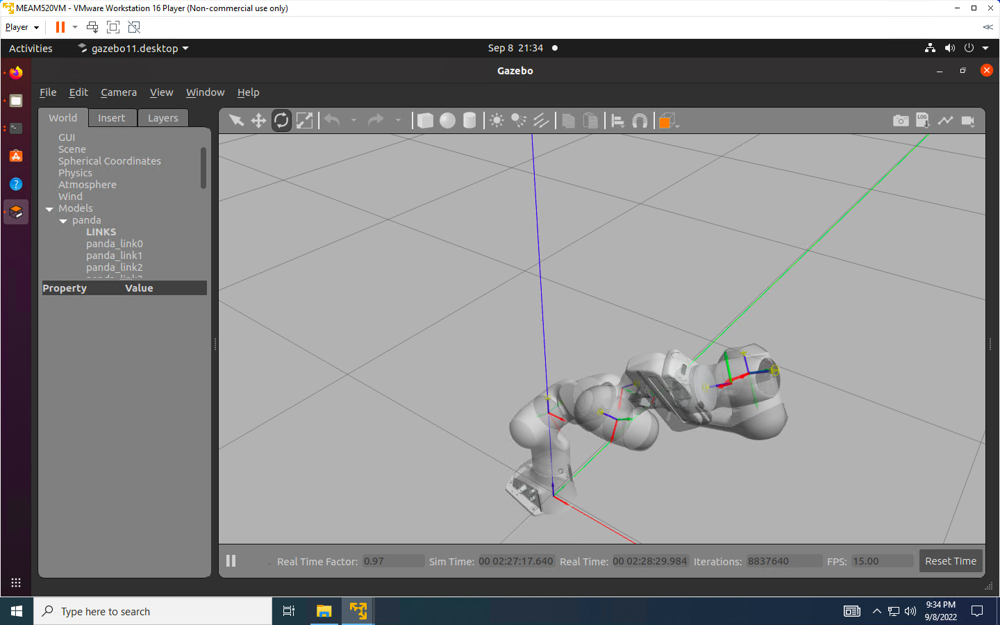 MEAM520VM - VMware Workstation 16 Player (Non-commercial use only)
Player
Activities
gazebo11.desktop
Sep 8 21:34
Gazebo
File Edit Camera View Window Help
World Insert Layers
LOG
GUI
Scene
Spherical Coordinates
Physics
Atmosphere
Wind
Models
panda
LINKS
panda_link0
panda_link1
panda_link2
Property Value
Real Time Factor: 0.97 Sim Time: 00 02:27:17.640 Real Time: 00 02:28:29.984 Iterations: 8837640 FPS: 15.00 Reset Time
Type here to search
9:34 PM
9/8/2022